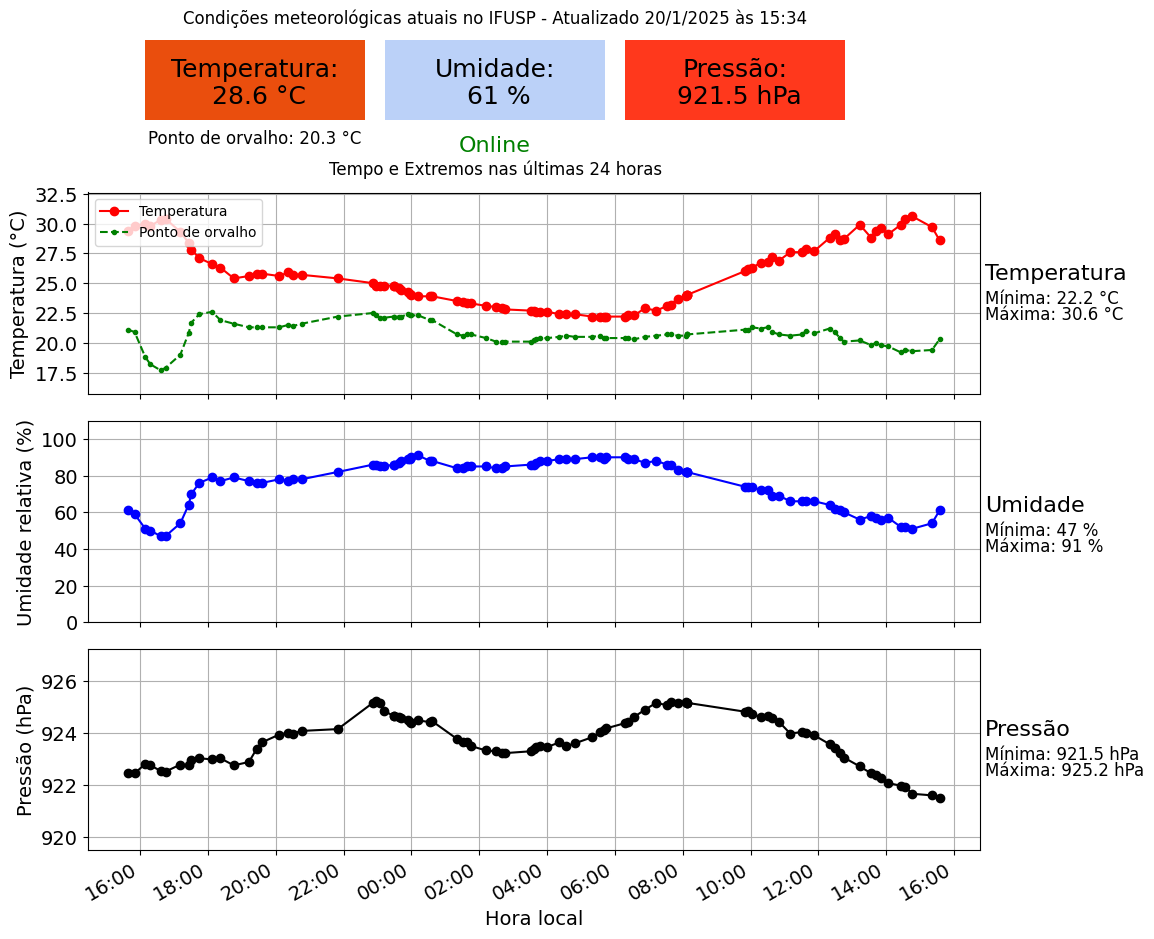 Condições meteorológicas atuais no IFUSP - Atualizado 20/1/2025 às 15:34
Temperatura:
28.6 °C
Umidade:
61 %
Pressão:
921.5 hPa
Ponto de orvalho: 20.3 °C
Online
Tempo e Extremos nas últimas 24 horas
Temperatura (°C)
32.5
30.0
27.5
25.0
22.5
20.0
17.5
Temperatura
Ponto de orvalho
Temperatura
Mínima: 22.2 °C
Máxima: 30.6 °C
Umidade relativa (%)
100
80
60
40
20
0
Umidade
Mínima: 47 %
Máxima: 91 %
Pressão (hPa)
926
924
922
920
Pressão
Mínima: 921.5 hPa
Máxima: 925.2 hPa
16:00
18:00
20:00
22:00
00:00
02:00
04:00
06:00
08:00
10:00
12:00
14:00
16:00
Hora local